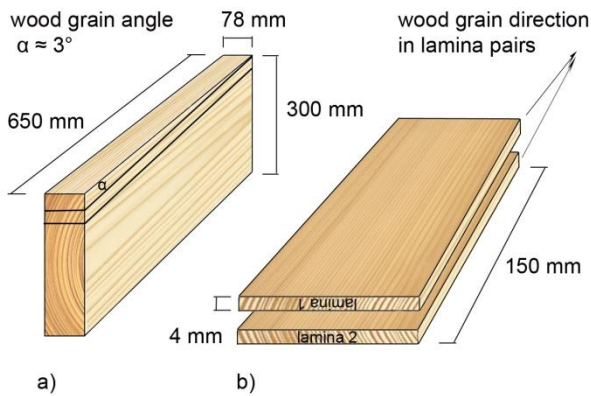 wood grain angle
α ≈ 3°
78 mm
650 mm
300 mm
α
wood grain direction
in lamina pairs
150 mm
lamina 1
4 mm
lamina 2
a)
b)